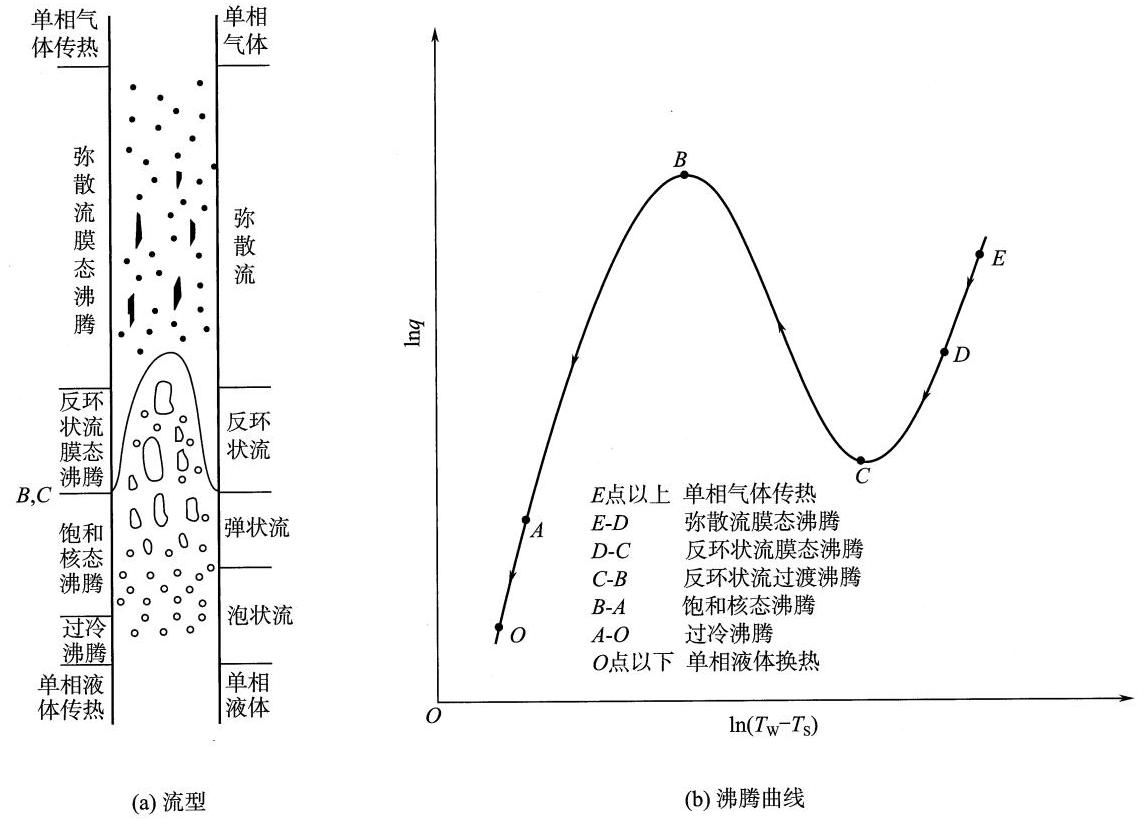 单相气
体传热
单相
气体
弥
散
流
膜
态
沸
腾
弥
散
流
反环
状流
膜态
沸腾
反环
状流
B,C
饱和
核态
沸腾
弹状流
泡状流
过冷
沸腾
单相液
体传热
单相
液体
(a) 流型
lnq
B
E
D
C
A
O
E点以上 单相气体传热
E-D 弥散流膜态沸腾
D-C 反环状流膜态沸腾
C-B 反环状流过渡沸腾
B-A 饱和核态沸腾
A-O 过冷沸腾
O点以下 单相液体换热
O
ln(TW−TS)
(b) 沸腾曲线